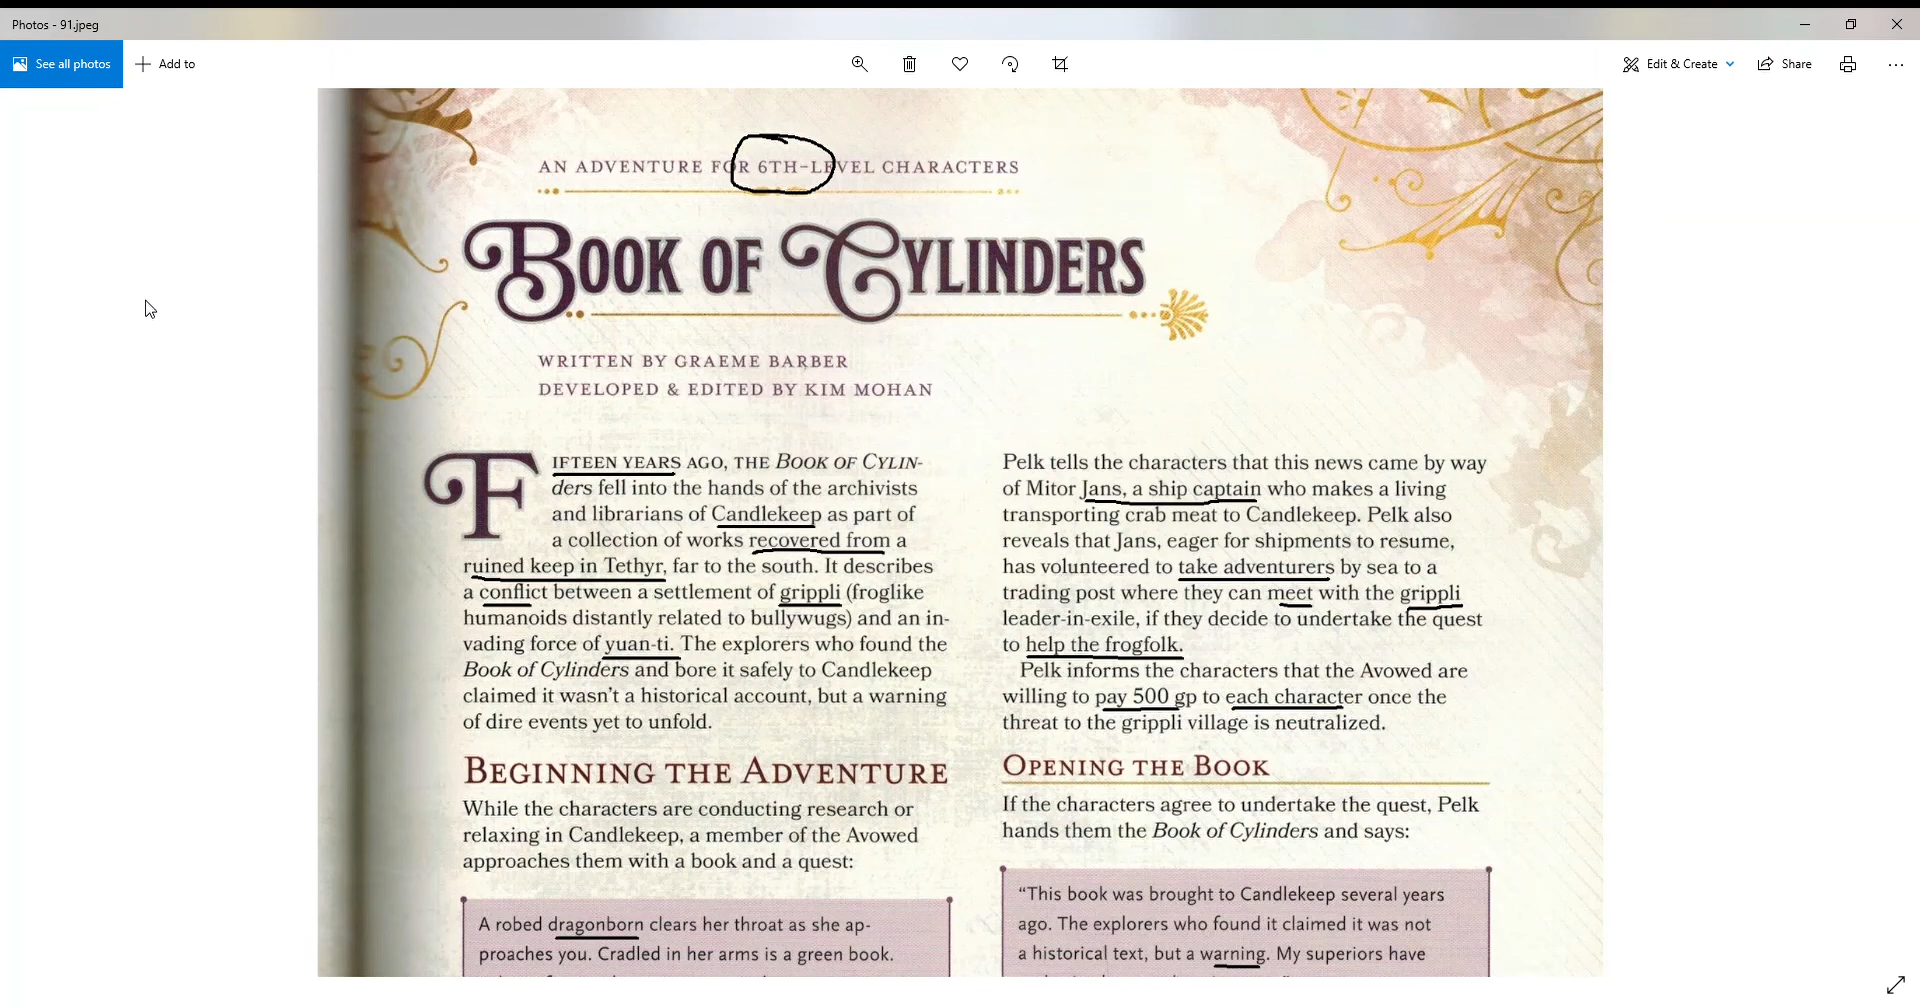 Photos - 91.jpeg
See all photos
Add to
Edit & Create
Share
AN ADVENTURE FOR 6TH-LEVEL CHARACTERS
BOOK OF CYLINDERS
WRITTEN BY GRAEME BARBER
DEVELOPED & EDITED BY KIM MOHAN
FIFTEEN YEARS AGO, THE BOOK OF CYLIN-
ders fell into the hands of the archivists
and librarians of Candlekeep as part of
a collection of works recovered from a
ruined keep in Tethyr, far to the south. It describes
a conflict between a settlement of grippli (froglike
humanoids distantly related to bullywugs) and an in-
vading force of yuan-ti. The explorers who found the
Book of Cylinders and bore it safely to Candlekeep
claimed it wasn't a historical account, but a warning
of dire events yet to unfold.
BEGINNING THE ADVENTURE
While the characters are conducting research or
relaxing in Candlekeep, a member of the Avowed
approaches them with a book and a quest:
A robed dragonborn clears her throat as she ap-
proaches you. Cradled in her arms is a green book.
Pelk tells the characters that this news came by way
of Mitor Jans, a ship captain who makes a living
transporting crab meat to Candlekeep. Pelk also
reveals that Jans, eager for shipments to resume,
has volunteered to take adventurers by sea to a
trading post where they can meet with the grippli
leader-in-exile, if they decide to undertake the quest
to help the frogfolk.
Pelk informs the characters that the Avowed are
willing to pay 500 gp to each character once the
threat to the grippli village is neutralized.
OPENING THE BOOK
If the characters agree to undertake the quest, Pelk
hands them the Book of Cylinders and says:
"This book was brought to Candlekeep several years
ago. The explorers who found it claimed it was not
a historical text, but a warning. My superiors have